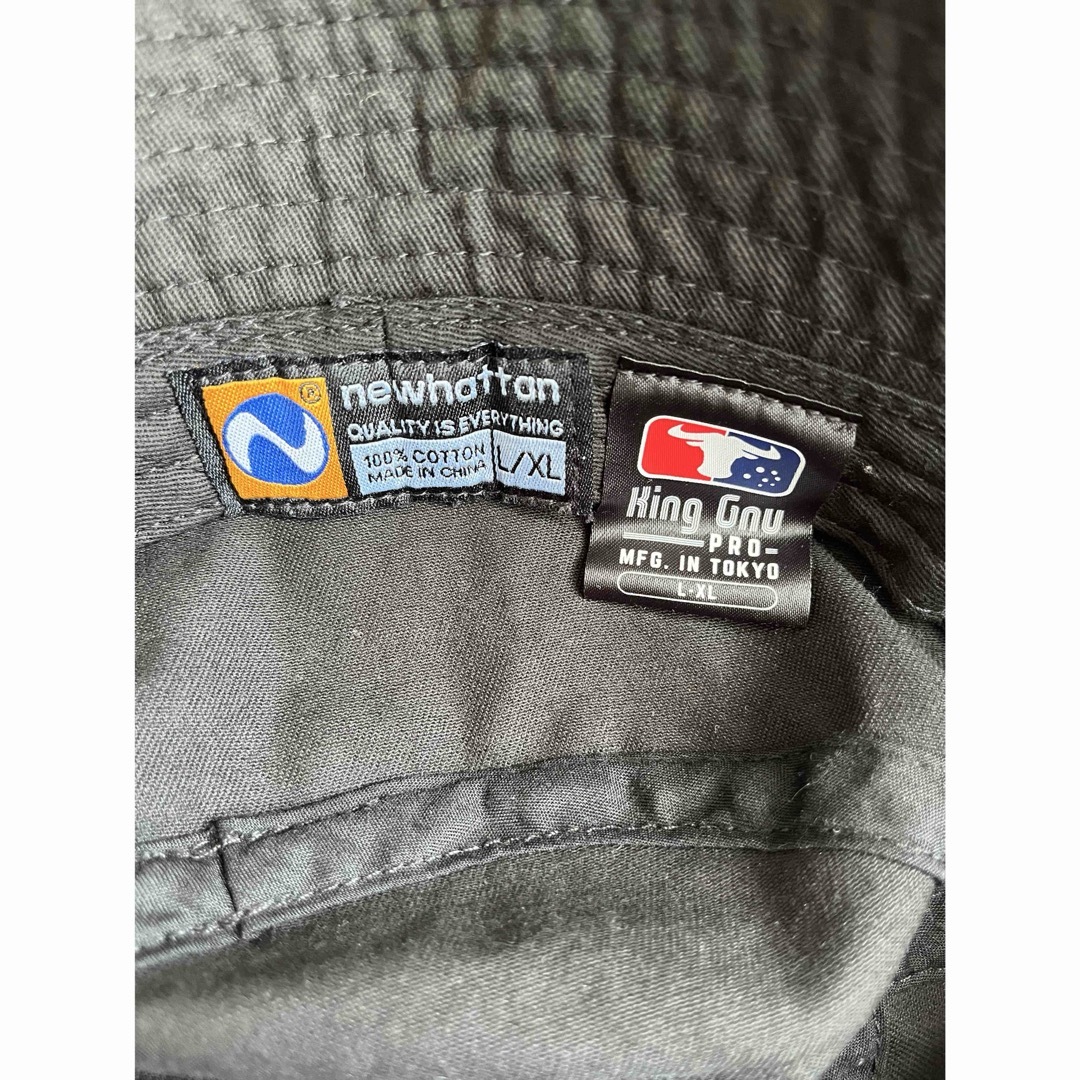 newhattan
QUALITY IS EVERYTHING
100% COTTON
MADE IN CHINA
L/XL
®
King Gnu
PRO
MFG. IN TOKYO
L-XL